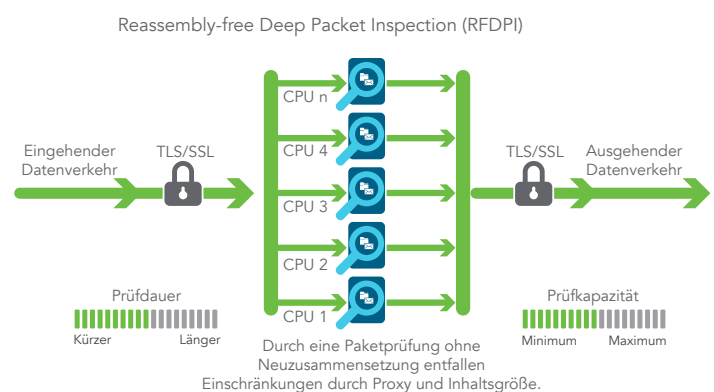 Reassembly-free Deep Packet Inspection (RFDPI)
Eingehender
Datenverkehr
TLS/SSL
CPU n
CPU 4
CPU 3
CPU 2
CPU 1
TLS/SSL
Ausgehender
Datenverkehr
Prüfdauer
Kürzer
Länger
Prüfkapazität
Minimum
Maximum
Durch eine Paketprüfung ohne
Neuzusammensetzung entfallen
Einschränkungen durch Proxy und Inhaltsgröße.